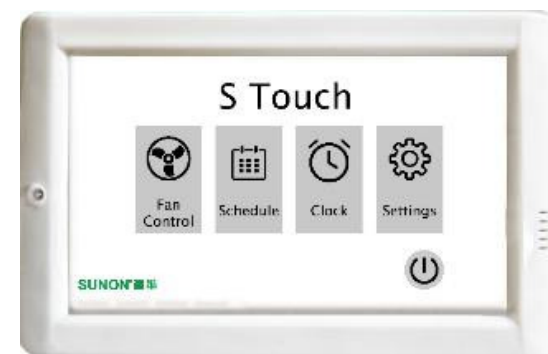 S Touch
Fan
Control
Schedule
Clock
Settings
SUNON